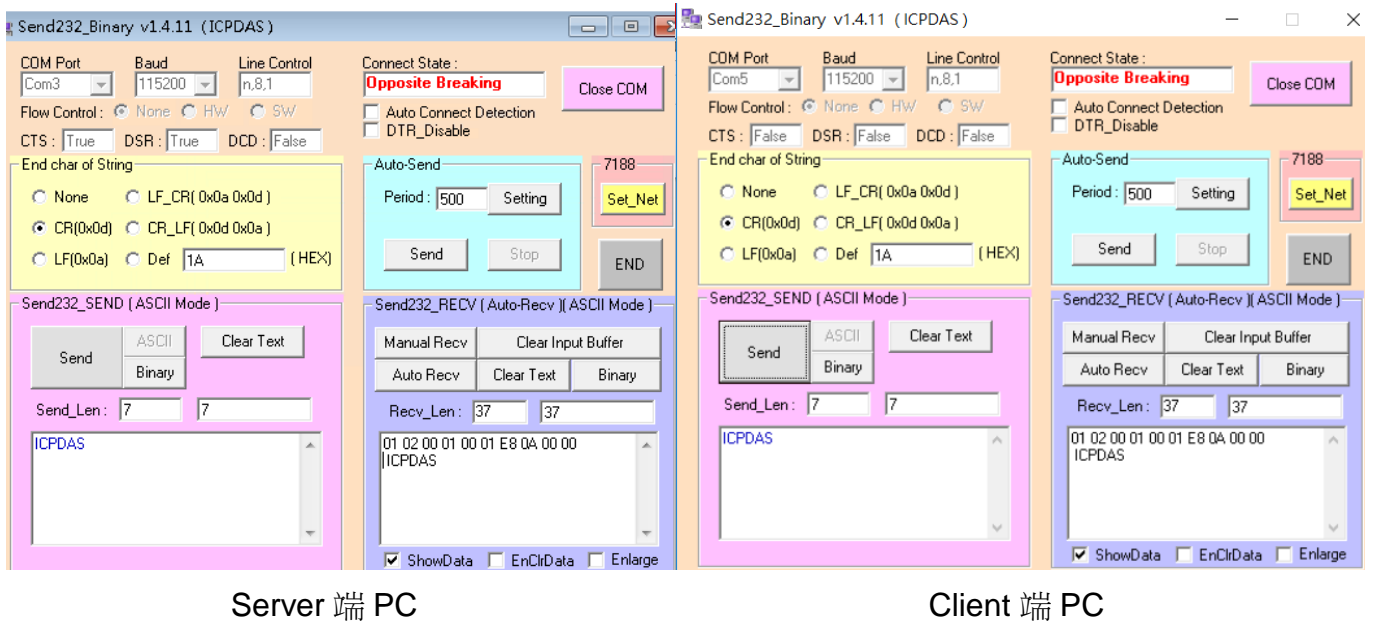 Send232_Binary v1.4.11 (ICPDAS)
COM Port Baud Line Control
Com3 115200 n,8,1
Flow Control : None HW SW
CTS : True DSR : True DCD : False
Connect State :
Opposite Breaking
Close COM
Auto Connect Detection
DTR_Disable
End char of String
None LF_CR( 0x0a 0x0d )
CR(0x0d) CR_LF( 0x0d 0x0a )
LF(0x0a) Def 1A ( HEX)
Auto-Send
Period : 500 Setting
Send Stop
7188
Set_Net
END
Send232_SEND ( ASCII Mode )
Send ASCII Clear Text
Binary
Send_Len : 7 7
ICPDAS
Send232_RECV ( Auto-Recv )( ASCII Mode )
Manual Recv Clear Input Buffer
Auto Recv Clear Text Binary
Recv_Len : 37 37
01 02 00 01 00 01 E8 0A 00 00
ICPDAS
ShowData EnClrData Enlarge
Server 端 PC
Send232_Binary v1.4.11 (ICPDAS)
COM Port Baud Line Control
Com5 115200 n,8,1
Flow Control : None HW SW
CTS : False DSR : False DCD : False
Connect State :
Opposite Breaking
Close COM
Auto Connect Detection
DTR_Disable
End char of String
None LF_CR( 0x0a 0x0d )
CR(0x0d) CR_LF( 0x0d 0x0a )
LF(0x0a) Def 1A ( HEX)
Auto-Send
Period : 500 Setting
Send Stop
7188
Set_Net
END
Send232_SEND ( ASCII Mode )
Send ASCII Clear Text
Binary
Send_Len : 7 7
ICPDAS
Send232_RECV ( Auto-Recv )( ASCII Mode )
Manual Recv Clear Input Buffer
Auto Recv Clear Text Binary
Recv_Len : 37 37
01 02 00 01 00 01 E8 0A 00 00
ICPDAS
ShowData EnClrData Enlarge
Client 端 PC